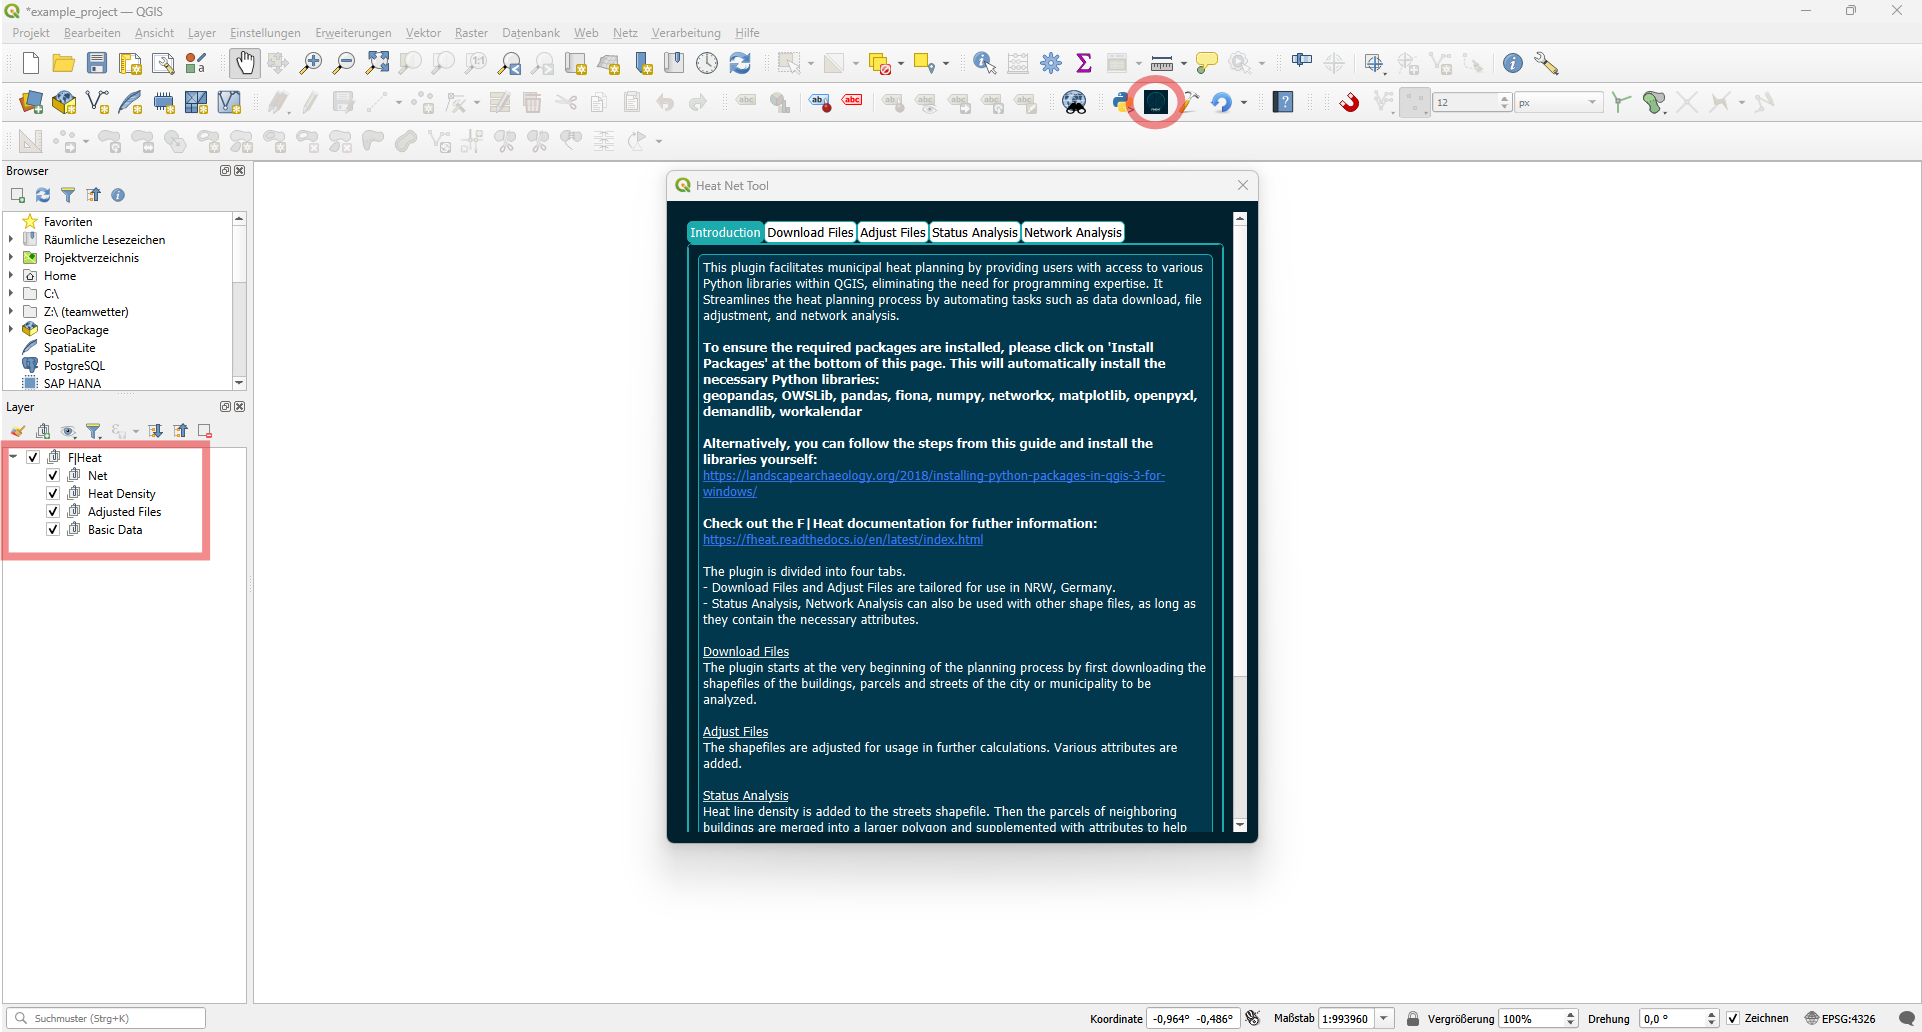 *example_project — QGIS
Projekt Bearbeiten Ansicht Layer Einstellungen Erweiterungen Vektor Raster Datenbank Web Netz Verarbeitung Hilfe
12 px
Browser
Favoriten
Räumliche Lesezeichen
Projektverzeichnis
Home
C:\
Z:\ (teamwetter)
GeoPackage
SpatiaLite
PostgreSQL
SAP HANA
Layer
F|Heat
Net
Heat Density
Adjusted Files
Basic Data
Heat Net Tool
Introduction Download Files Adjust Files Status Analysis Network Analysis
This plugin facilitates municipal heat planning by providing users with access to various
Python libraries within QGIS, eliminating the need for programming expertise. It
Streamlines the heat planning process by automating tasks such as data download, file
adjustment, and network analysis.
To ensure the required packages are installed, please click on 'Install
Packages' at the bottom of this page. This will automatically install the
necessary Python libraries:
geopandas, OWSLib, pandas, fiona, numpy, networkx, matplotlib, openpyxl,
demandlib, workalendar
Alternatively, you can follow the steps from this guide and install the
libraries yourself:
https://landscapearchaeology.org/2018/installing-python-packages-in-qgis-3-for-
windows/
Check out the F|Heat documentation for futher information:
https://fheat.readthedocs.io/en/latest/index.html
The plugin is divided into four tabs.
- Download Files and Adjust Files are tailored for use in NRW, Germany.
- Status Analysis, Network Analysis can also be used with other shape files, as long as
they contain the necessary attributes.
Download Files
The plugin starts at the very beginning of the planning process by first downloading the
shapefiles of the buildings, parcels and streets of the city or municipality to be
analyzed.
Adjust Files
The shapefiles are adjusted for usage in further calculations. Various attributes are
added.
Status Analysis
Heat line density is added to the streets shapefile. Then the parcels of neighboring
buildings are merged into a larger polygon and supplemented with attributes to help
Suchmuster (Strg+K) Koordinate -0,964° -0,486° Maßstab 1:993960 Vergrößerung 100% Drehung 0,0 ° Zeichnen EPSG:4326